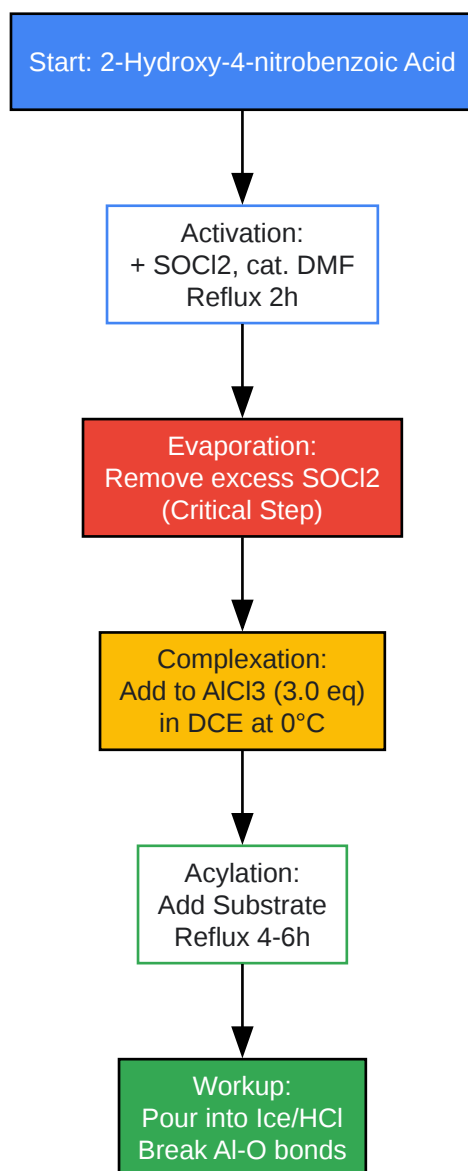 Start: 2-Hydroxy-4-nitrobenzoic Acid
Activation:
+ SOCl2, cat. DMF
Reflux 2h
Evaporation:
Remove excess SOCl2
(Critical Step)
Complexation:
Add to AlCl3 (3.0 eq)
in DCE at 0°C
Acylation:
Add Substrate
Reflux 4-6h
Workup:
Pour into Ice/HCl
Break Al-O bonds